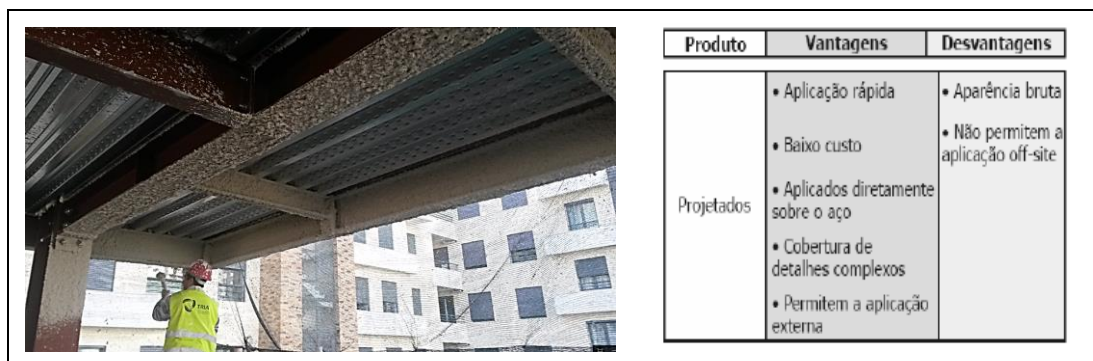 Produto Vantagens Desvantagens
Projetados
• Aplicação rápida
• Baixo custo
• Aplicados diretamente
sobre o aço
• Cobertura de
detalhes complexos
• Permitem a aplicação
externa
• Aparência bruta
• Não permitem a
aplicação off-site